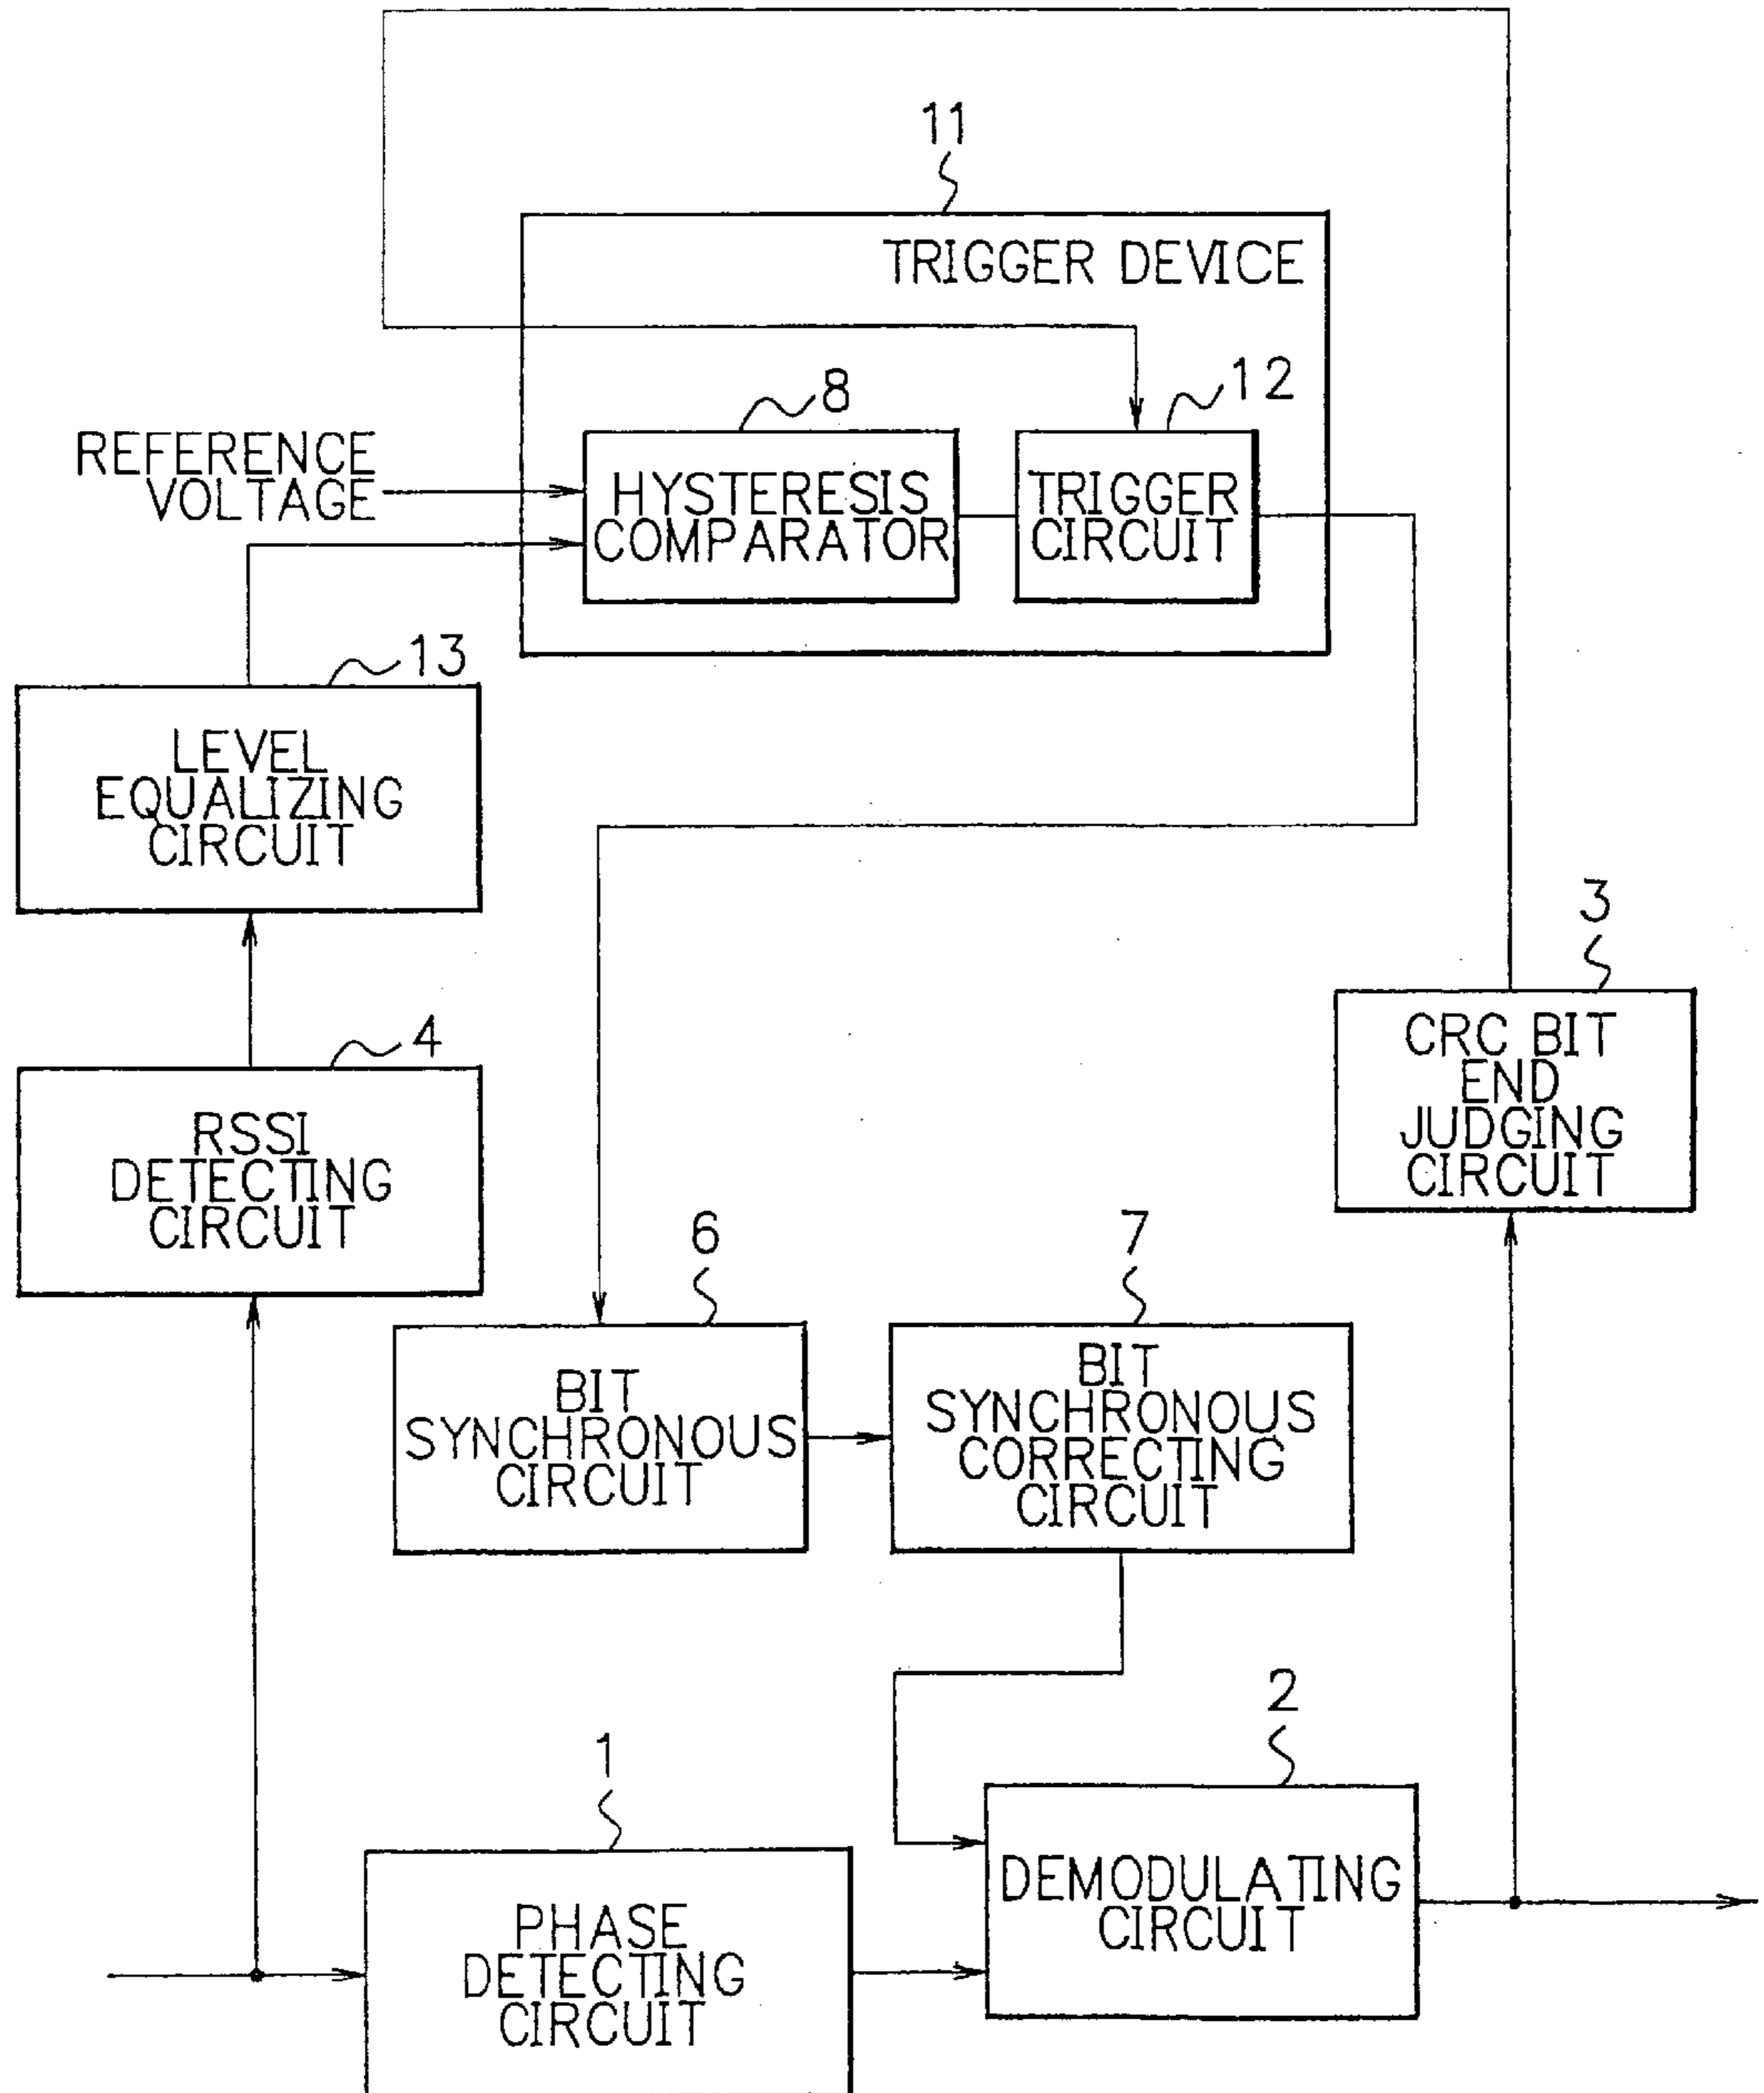 11
TRIGGER DEVICE
8
12
REFERENCE
VOLTAGE
HYSTERESIS
COMPARATOR
TRIGGER
CIRCUIT
13
LEVEL
EQUALIZING
CIRCUIT
3
CRC BIT
END
JUDGING
CIRCUIT
4
RSSI
DETECTING
CIRCUIT
6
BIT
SYNCHRONOUS
CIRCUIT
7
BIT
SYNCHRONOUS
CORRECTING
CIRCUIT
2
DEMODULATING
CIRCUIT
1
PHASE
DETECTING
CIRCUIT